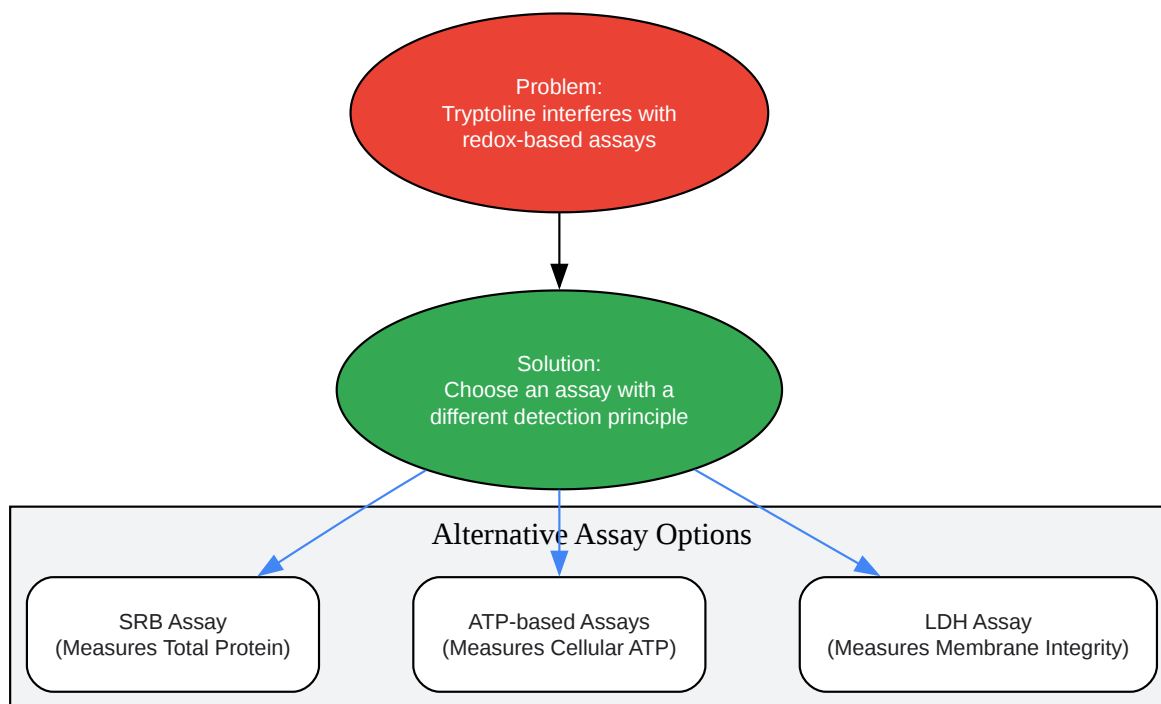 Problem:
Tryptoline interferes with
redox-based assays
Solution:
Choose an assay with a
different detection principle
Alternative Assay Options
SRB Assay
(Measures Total Protein)
ATP-based Assays
(Measures Cellular ATP)
LDH Assay
(Measures Membrane Integrity)